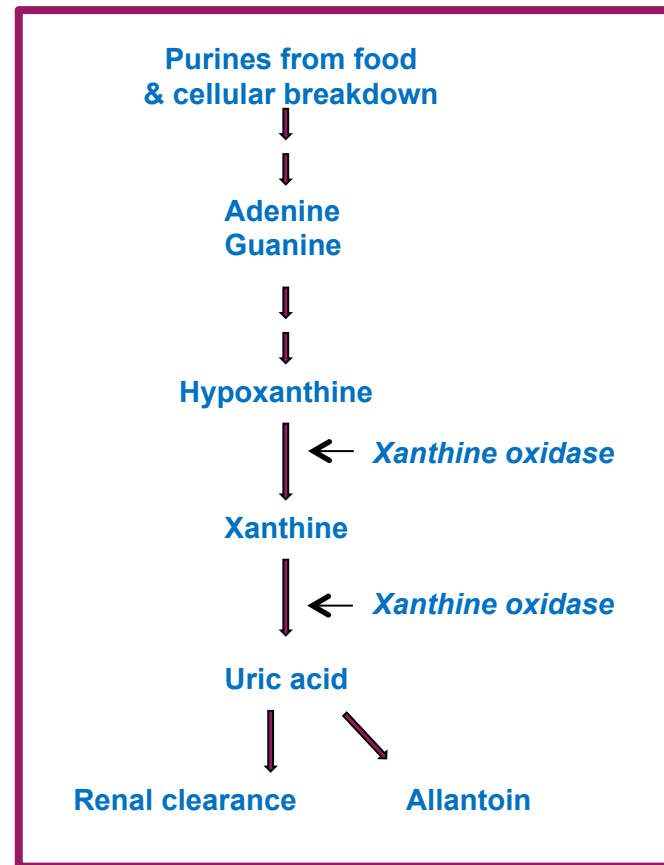 Purines from food
& cellular breakdown
Adenine
Guanine
Hypoxanthine
Xanthine oxidase
Xanthine
Xanthine oxidase
Uric acid
Renal clearance
Allantoin